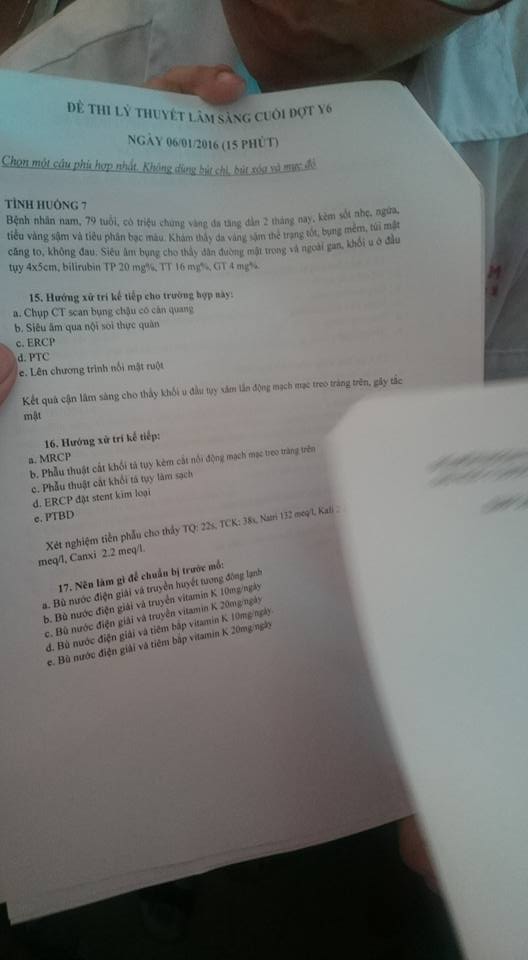 ĐỀ THI LÝ THUYẾT LÂM SÀNG CUỐI ĐỢT Y6
NGÀY 06/01/2016 (15 PHÚT)
Chọn một câu phù hợp nhất. Không dùng bút chì, bút xóa và mực đỏ
TÌNH HUỐNG 7
Bệnh nhân nam, 79 tuổi, có triệu chứng vàng da tăng dần 2 tháng nay, kèm sốt nhẹ, ngứa,
tiểu vàng sậm và tiêu phân bạc màu. Khám thấy da vàng sậm thể trạng tốt, bụng mềm, túi mật
căng to, không đau. Siêu âm bụng cho thấy dãn đường mật trong và ngoài gan, khối u ở đầu
tụy 4x5cm, bilirubin TP 20 mg%, TT 16 mg%, GT 4 mg%.
15. Hướng xử trí kế tiếp cho trường hợp này:
a. Chụp CT scan bụng chậu có cản quang
b. Siêu âm qua nội soi thực quản
c. ERCP
d. PTC
e. Lên chương trình nối mật ruột
Kết quả cận lâm sàng cho thấy khối u đầu tụy xâm lấn động mạch mạc treo tràng trên, gây tắc
mật
16. Hướng xử trí kế tiếp:
a. MRCP
b. Phẫu thuật cắt khối tá tuỵ kèm cắt nối động mạch mạc treo tràng trên
c. Phẫu thuật cắt khối tá tụy làm sạch
d. ERCP đặt stent kim loại
e. PTBD
Xét nghiệm tiền phẫu cho thấy TQ: 22s, TCK: 38s, Natri 132 meq/l, Kali 2
meq/l, Canxi 2.2 meq/l.
17. Nên làm gì để chuẩn bị trước mổ:
a. Bù nước điện giải và truyền huyết tương đông lạnh
b. Bù nước điện giải và truyền vitamin K 10mg/ngày
c. Bù nước điện giải và truyền vitamin K 20mg/ngày
d. Bù nước điện giải và tiêm bắp vitamin K 10mg/ngày
e. Bù nước điện giải và tiêm bắp vitamin K 20mg/ngày